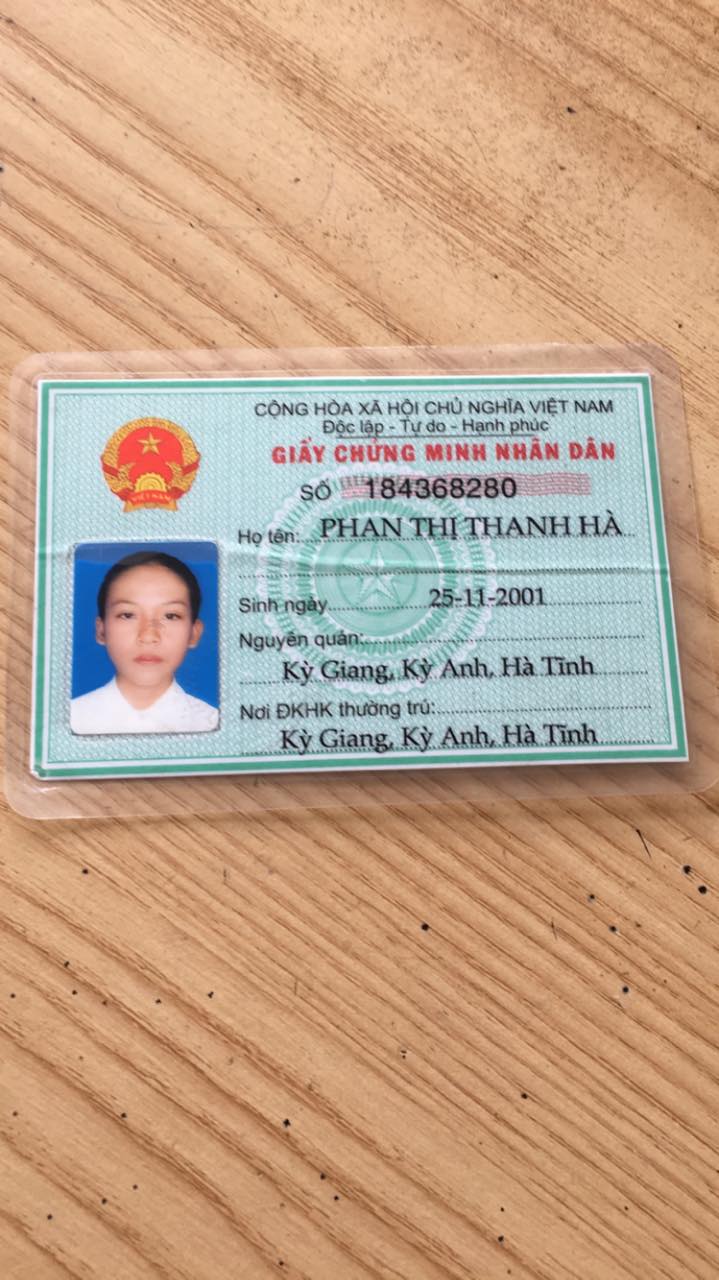 CỘNG HÒA XÃ HỘI CHỦ NGHĨA VIỆT NAM
Độc lập - Tự do - Hạnh phúc
GIẤY CHỨNG MINH NHÂN DÂN
SỐ 184368280
Họ tên: PHAN THỊ THANH HÀ
Sinh ngày 25-11-2001
Nguyên quán:
Kỳ Giang, Kỳ Anh, Hà Tĩnh
Nơi ĐKHK thường trú:
Kỳ Giang, Kỳ Anh, Hà Tĩnh
VIỆT NAM